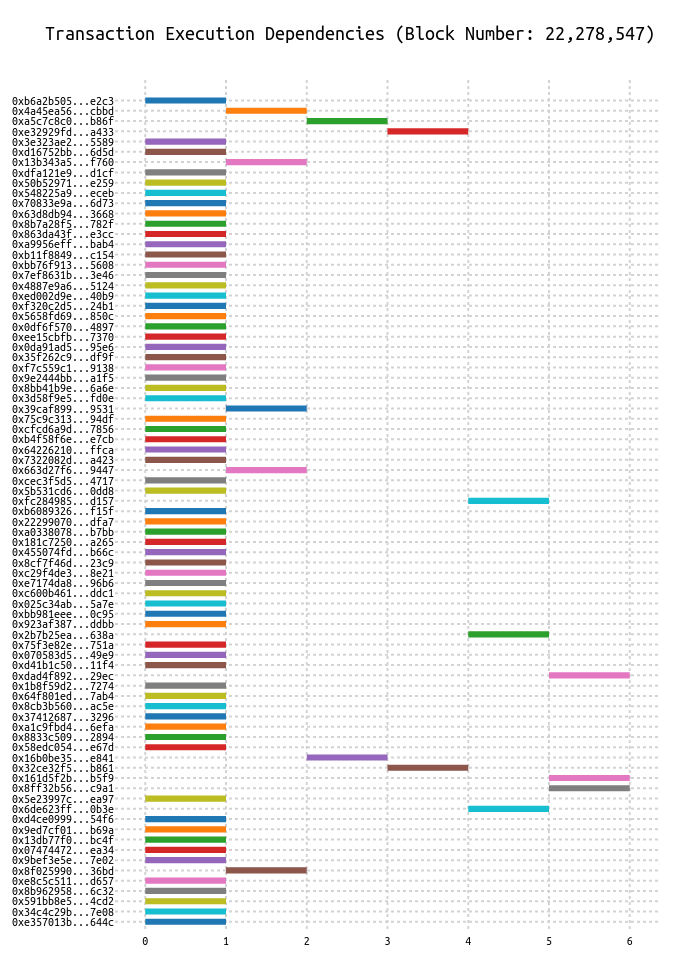 Transaction Execution Dependencies (Block Number: 22,278,547)
0xb6a2b505...e2c3
0x4a45ea56...cbbd
0xa5c7c8c0...b86f
0xe32929fd...a433
0x3e323ae2...5589
0xd16752bb...6d5d
0x13b343a5...f760
0xdfa121e9...d1cf
0x50b52971...e259
0x548225a9...eceb
0x70833e9a...6d73
0x63d8db94...3668
0x8b7a28f5...782f
0x863da43f...e3cc
0xa9956eff...bab4
0xb11f8849...c154
0xbb76f913...5608
0x7ef8631b...3e46
0x4887e9a6...5124
0xed002d9e...40b9
0xf320c2d5...24b1
0x5658fd69...850c
0x0df6f570...4897
0xee15cbfb...7370
0x0da91ad5...95e6
0x35f262c9...df9f
0xf7c559c1...9138
0x9e2444bb...a1f5
0x8bb41b9e...6a6e
0x3d58f9e5...fd0e
0x39caf899...9531
0x75c9c313...94df
0xcfcd6a9d...7856
0xb4f58f6e...e7cb
0x64226210...ffca
0x7322082d...a423
0x663d27f6...9447
0xcec3f5d5...4717
0x5b531cd6...0dd8
0xfc284985...d157
0xb6089326...f15f
0x22299070...dfa7
0xa0338078...b7bb
0x181c7250...a265
0x455074fd...b66c
0x8cf7f46d...23c9
0xc29f4de3...8e21
0xe7174da8...96b6
0xc600b461...ddc1
0x025c34ab...5a7e
0xbb981eee...0c95
0x923af387...ddbb
0x2b7b25ea...638a
0x75f3e82e...751a
0x070583d5...49e9
0xd41b1c50...11f4
0xdad4f892...29ec
0x1b8f59d2...7274
0x64f801ed...7ab4
0x8cb3b560...ac5e
0x37412687...3296
0xa1c9fbd4...6efa
0x8833c509...2894
0x58edc054...e67d
0x16b0be35...e841
0x32ce32f5...b861
0x161d5f2b...b5f9
0x8ff32b56...c9a1
0x5e23997c...ea97
0x6de623ff...0b3e
0xd4ce0999...54f6
0x9ed7cf01...b69a
0x13db77f0...bc4f
0x07474472...ea34
0x9bef3e5e...7e02
0x8f025990...36bd
0xe8c5c511...d657
0x8b962958...6c32
0x591bb8e5...4cd2
0x34c4c29b...7e08
0xe357013b...644c
0 1 2 3 4 5 6